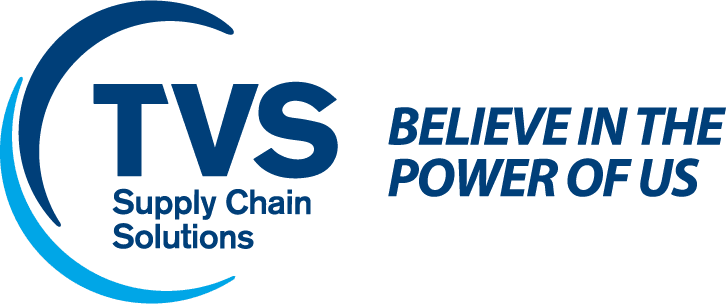 TVS
Supply Chain
Solutions
BELIEVE IN THE
POWER OF US